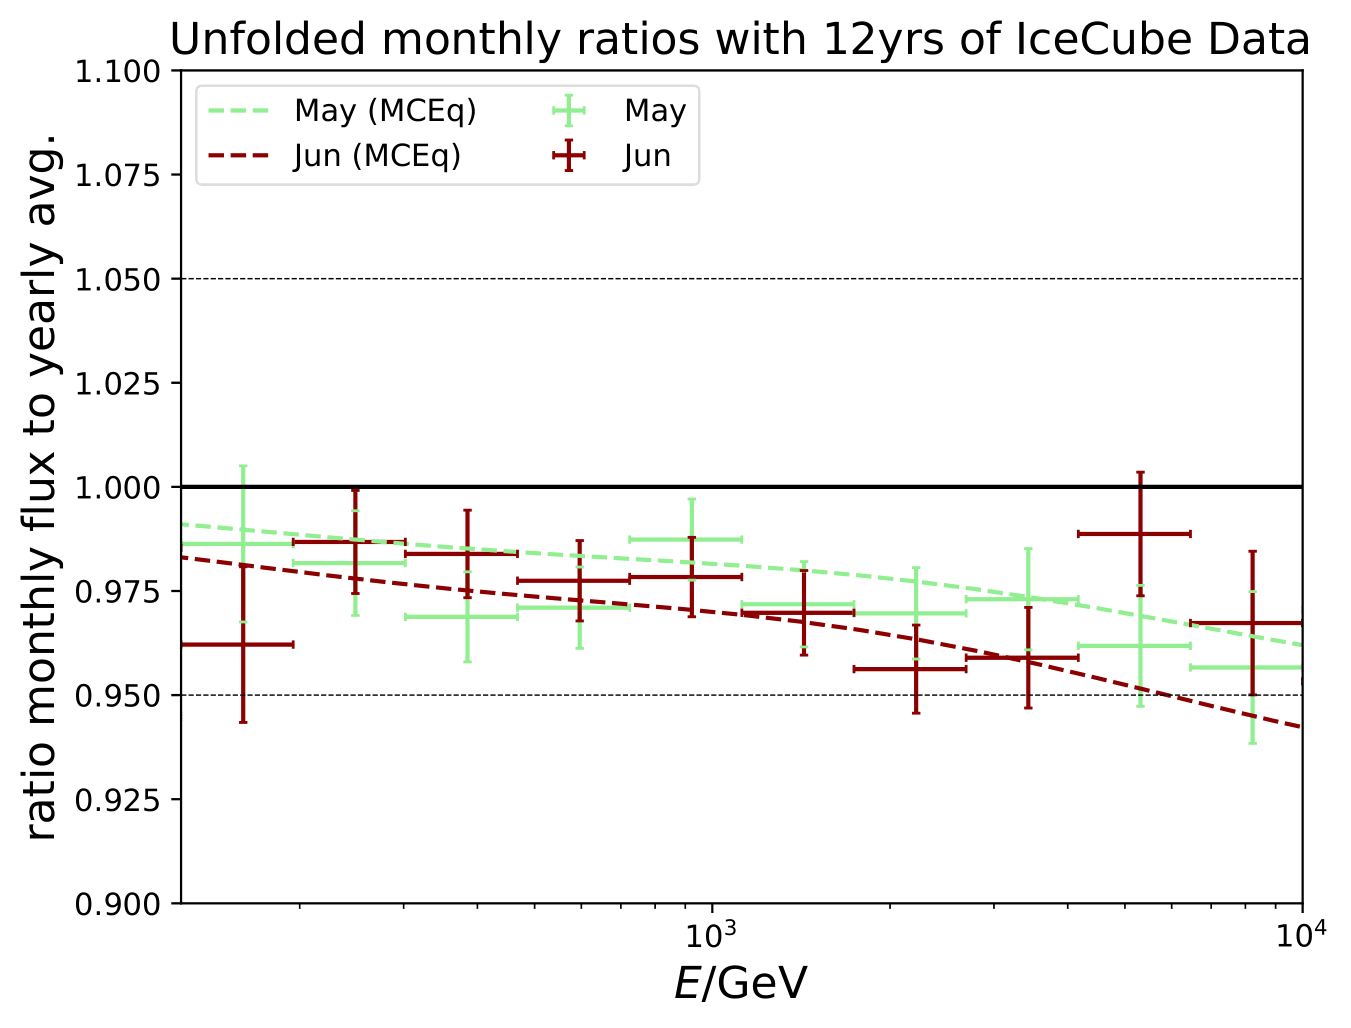 Unfolded monthly ratios with 12yrs of IceCube Data
ratio monthly flux to yearly avg.
1.100
1.075
1.050
1.025
1.000
0.975
0.950
0.925
0.900
May (MCEq)
Jun (MCEq)
May
Jun
10³
10⁴
E/GeV